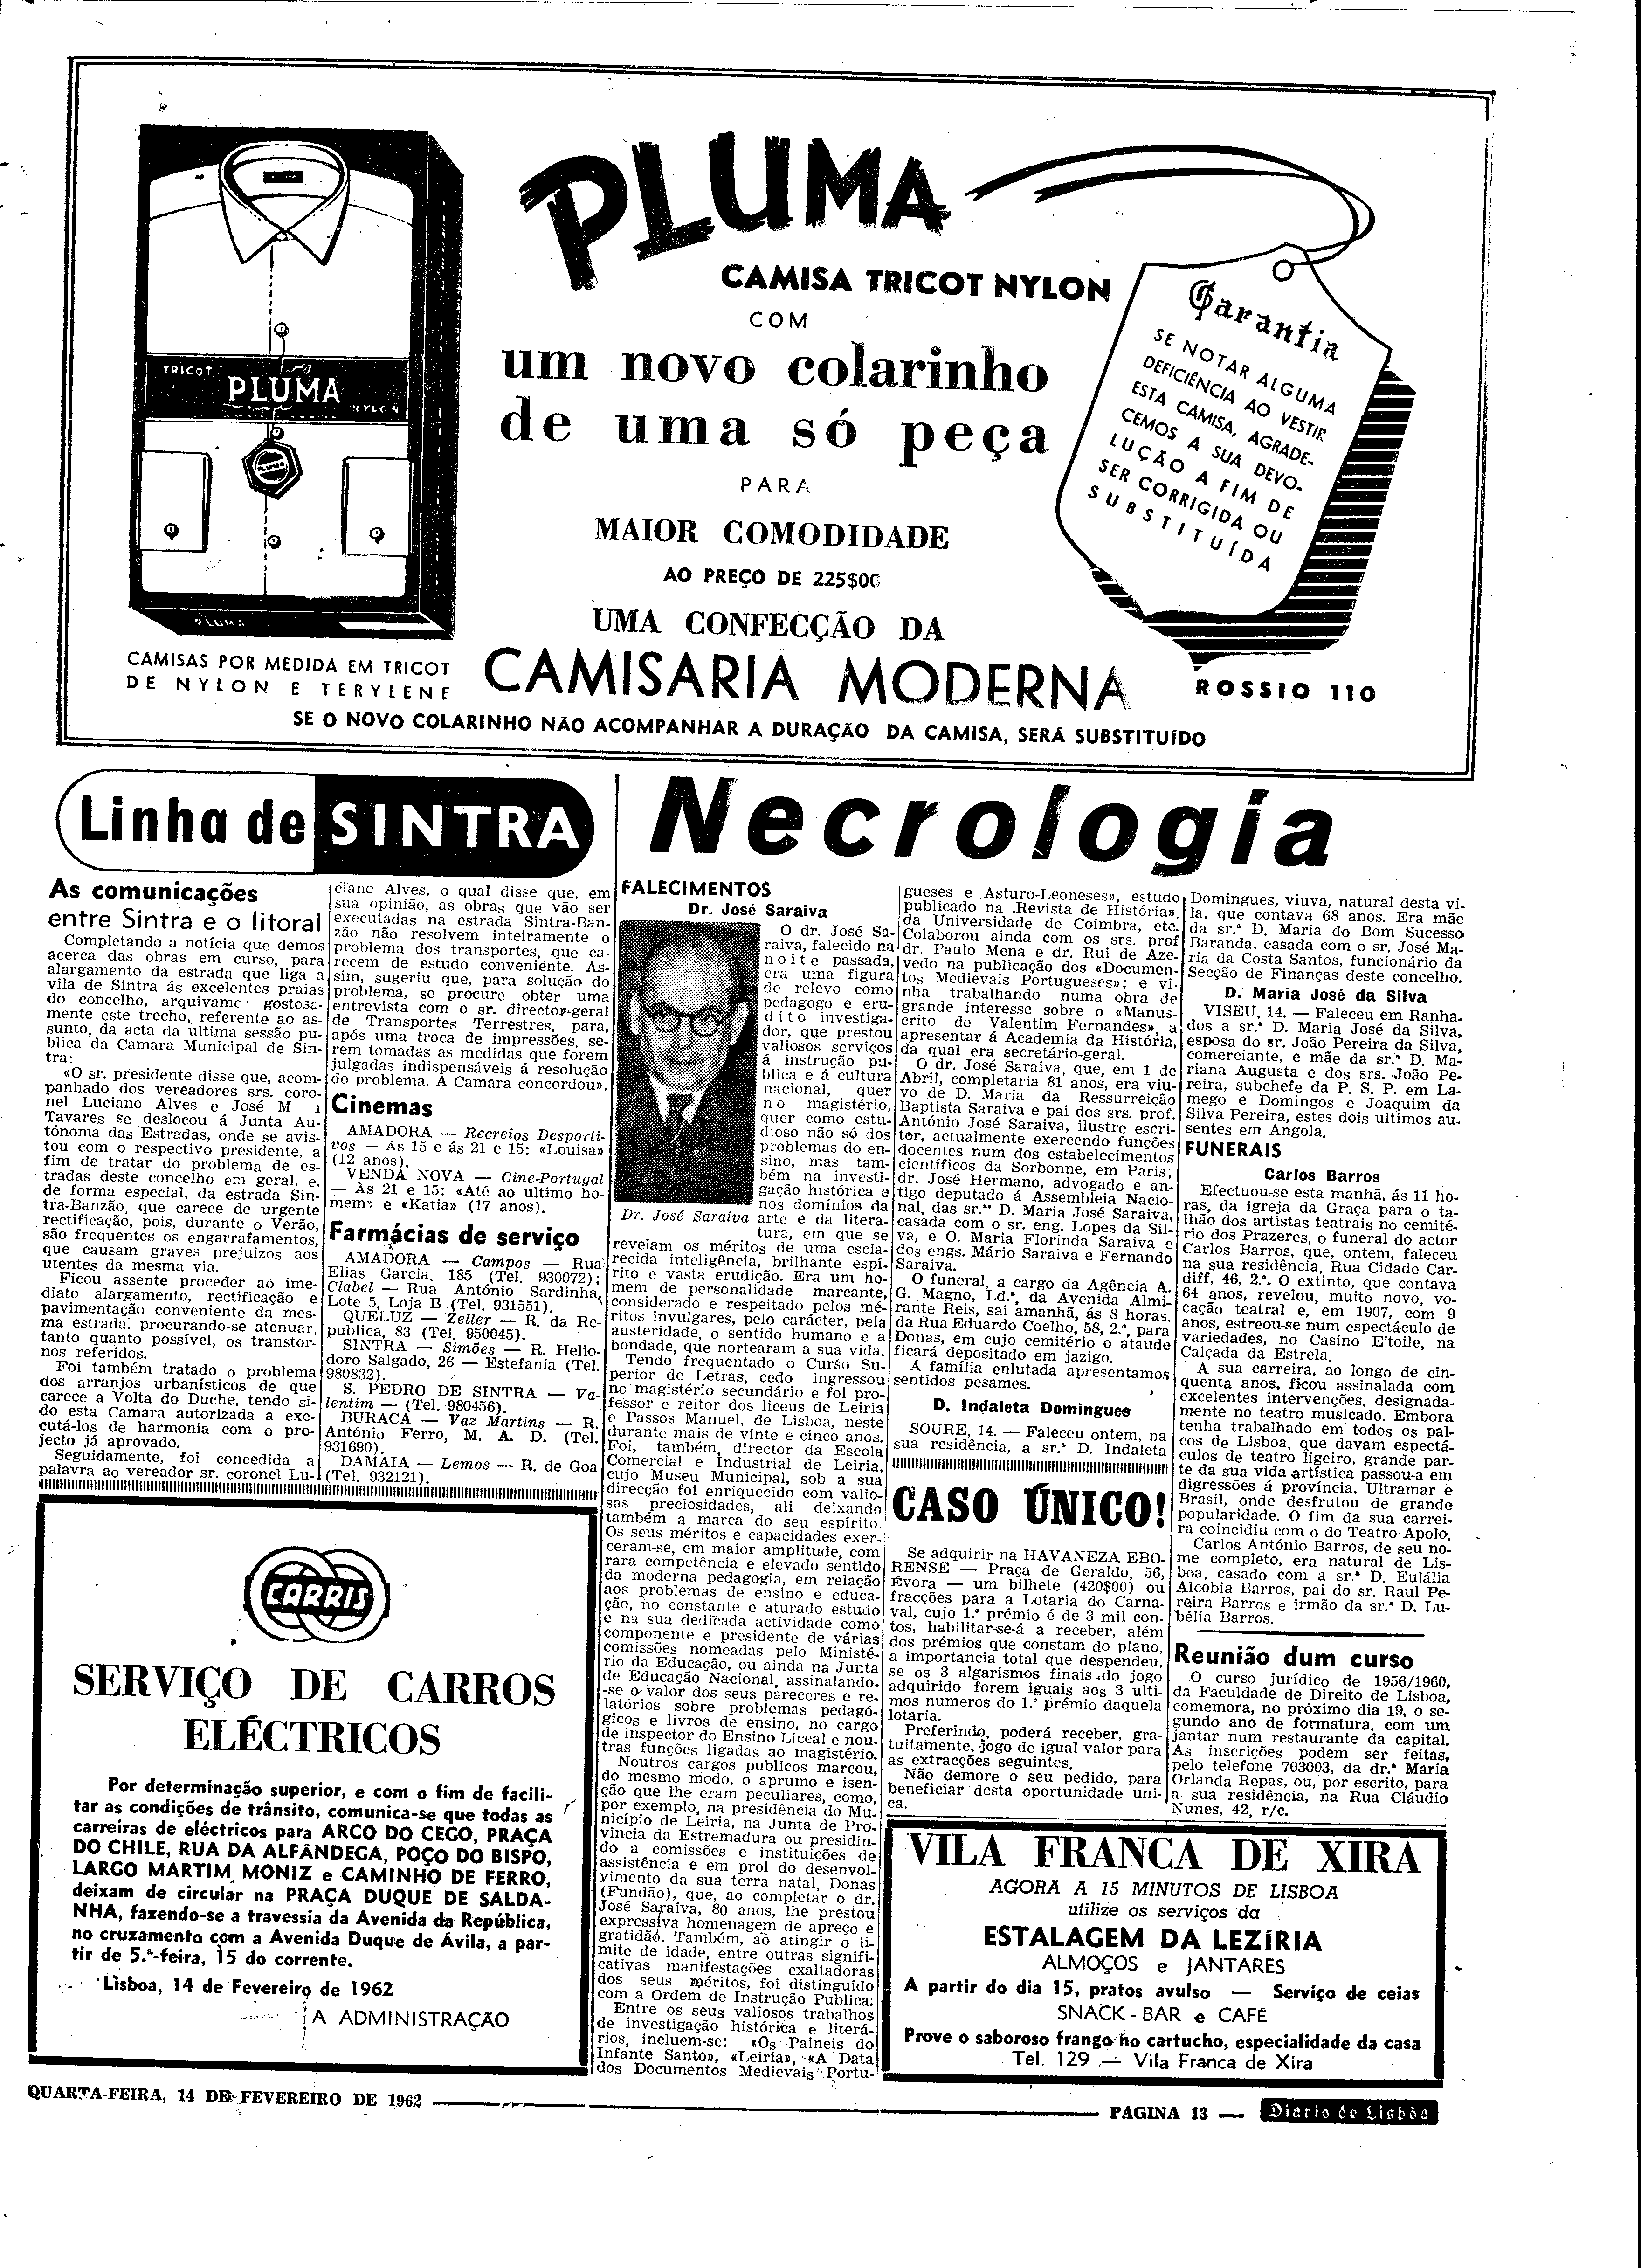 PLUMA
CAMISA TRICOT NYLON
COM
um novo colarinho
de uma só peça
PARA
MAIOR COMODIDADE
AO PREÇO DE 225$00
UMA CONFECÇÃO DA
CAMISARIA MODERNA
ROSSIO 110
TRICOT
PLUMA
NYLON
PLUMA
PLUMA
CAMISAS POR MEDIDA EM TRICOT
DE NYLON E TERYLENE
Garantia
SE NOTAR ALGUMA
DEFICIÊNCIA AO VESTIR
ESTA CAMISA, AGRADE-
CEMOS A SUA DEVO-
LUÇÃO A FIM DE
SER CORRIGIDA OU
SUBSTITUÍDA
SE O NOVO COLARINHO NÃO ACOMPANHAR A DURAÇÃO DA CAMISA, SERÁ SUBSTITUÍDO
Linha de SINTRA
As comunicações
entre Sintra e o litoral
Completando a notícia que demos
acerca das obras em curso, para
alargamento da estrada que liga a
vila de Sintra ás excelentes praias
do concelho, arquivamo gostosa-
mente este trecho, referente ao as-
sunto, da acta da ultima sessão pu-
blica da Camara Municipal de Sin-
tra:
«O sr. presidente disse que, acom-
panhado dos vereadores srs. coro-
nel Luciano Alves e José M
Tavares se deslocou á Junta Au-
tónoma das Estradas, onde se avis-
tou com o respectivo presidente, a
fim de tratar do problema de es-
tradas deste concelho em geral, e,
de forma especial, da estrada Sin-
tra-Banzão, que carece de urgente
rectificação, pois, durante o Verão,
são frequentes os engarrafamentos,
que causam graves prejuizos aos
utentes da mesma via.
Ficou assente proceder ao ime-
diato alargamento, rectificação e
pavimentação conveniente da mes-
ma estrada, procurando-se atenuar,
tanto quanto possível, os transtor-
nos referidos.
Foi também tratado o problema
dos arranjos urbanísticos de que
carece a Volta do Duche, tendo si-
do esta Camara autorizada a exe-
cutá-los de harmonia com o pro-
jecto já aprovado.
Seguidamente, foi concedida a
palavra ao vereador sr. coronel Lu-
ciano Alves, o qual disse que, em
sua opinião, as obras que vão ser
executadas na estrada Sintra-Ban-
zão não resolvem inteiramente o
problema dos transportes, que ca-
recem de estudo conveniente. As-
sim, sugeriu que, para solução do
problema, se procure obter uma
entrevista com o sr. director-geral
de Transportes Terrestres, para,
após uma troca de impressões, se-
rem tomadas as medidas que forem
julgadas indispensáveis á resolução
do problema. A Camara concordou».
Cinemas
AMADORA — Recreios Desporti-
vos — Às 15 e ás 21 e 15: «Louisa»
(12 anos).
VENDA NOVA — Cine-Portugal
— Às 21 e 15: «Até ao ultimo ho-
mem» e «Katia» (17 anos).
Farmácias de serviço
AMADORA — Campos — Rua
Elias Garcia, 185 (Tel. 930072);
Clabel — Rua António Sardinha,
Lote 5, Loja B (Tel. 931551).
QUELUZ — Zeller — R. da Re-
publica, 83 (Tel. 950045).
SINTRA — Simões — R. Helio-
doro Salgado, 26 — Estefania (Tel.
980832).
S. PEDRO DE SINTRA — Va-
lentim — (Tel. 980456).
BURACA — Vaz Martins — R.
António Ferro, M. A. D. (Tel.
931690).
DAMAIA — Lemos — R. de Goa
(Tel. 932121).
CARRIS
SERVIÇO DE CARROS
ELÉCTRICOS
Por determinação superior, e com o fim de facili-
tar as condições de trânsito, comunica-se que todas as
carreiras de eléctricos para ARCO DO CEGO, PRAÇA
DO CHILE, RUA DA ALFÂNDEGA, POÇO DO BISPO,
LARGO MARTIM MONIZ e CAMINHO DE FERRO,
deixam de circular na PRAÇA DUQUE DE SALDA-
NHA, fazendo-se a travessia da Avenida da República,
no cruzamento com a Avenida Duque de Ávila, a par-
tir de 5.ª-feira, 15 do corrente.
Lisboa, 14 de Fevereiro de 1962
A ADMINISTRAÇÃO
Necrologia
FALECIMENTOS
Dr. José Saraiva
O dr. José Sa-
raiva, falecido na
noite passada,
era uma figura
de relevo como
pedagogo e eru-
dito investiga-
dor, que prestou
valiosos serviços
á instrução pu-
blica e á cultura
nacional, quer
no magistério,
quer como estu-
dioso não só dos
problemas do en-
sino, mas tam-
bém na investi-
gação histórica e
nos domínios da
Dr. José Saraiva
arte e da litera-
tura, em que se
revelam os méritos de uma escla-
recida inteligência, brilhante espí-
rito e vasta erudição. Era um ho-
mem de personalidade marcante,
considerado e respeitado pelos mé-
ritos invulgares, pelo carácter, pela
austeridade, o sentido humano e a
bondade, que nortearam a sua vida.
Tendo frequentado o Curso Su-
perior de Letras, cedo ingressou
no magistério secundário e foi pro-
fessor e reitor dos liceus de Leiria
e Passos Manuel, de Lisboa, neste
durante mais de vinte e cinco anos.
Foi, também, director da Escola
Comercial e Industrial de Leiria,
cujo Museu Municipal, sob a sua
direcção foi enriquecido com valio-
sas preciosidades, ali deixando
também a marca do seu espírito.
Os seus méritos e capacidades exer-
ceram-se, em maior amplitude, com
rara competência e elevado sentido
da moderna pedagogia, em relação
aos problemas de ensino e educa-
ção, no constante e aturado estudo
e na sua dedicada actividade como
componente e presidente de várias
comissões nomeadas pelo Ministé-
rio da Educação, ou ainda na Junta
de Educação Nacional, assinalando-
-se o valor dos seus pareceres e re-
latórios sobre problemas pedagó-
gicos e livros de ensino, no cargo
de inspector do Ensino Liceal e nou-
tras funções ligadas ao magistério.
Noutros cargos publicos marcou,
do mesmo modo, o aprumo e isen-
ção que lhe eram peculiares, como,
por exemplo, na presidência do Mu-
nicípio de Leiria, na Junta de Pro-
víncia da Estremadura ou presidin-
do a comissões e instituições de
assistência e em prol do desenvol-
vimento da sua terra natal, Donas
(Fundão), que, ao completar o dr.
José Saraiva, 80 anos, lhe prestou
expressiva homenagem de apreço e
gratidão. Também, ao atingir o li-
mite de idade, entre outras signifi-
cativas manifestações exaltadoras
dos seus méritos, foi distinguido
com a Ordem de Instrução Publica.
Entre os seus valiosos trabalhos
de investigação histórica e literá-
rios, incluem-se: «Os Paineis do
Infante Santo», «Leiria», «A Data
dos Documentos Medievais Portu-
gueses e Asturo-Leoneses», estudo
publicado na «Revista de História»,
da Universidade de Coimbra, etc.
Colaborou ainda com os srs. prof
dr. Paulo Mena e dr. Rui de Aze-
vedo na publicação dos «Documen-
tos Medievais Portugueses»; e vi-
nha trabalhando numa obra de
grande interesse sobre o «Manus-
crito de Valentim Fernandes», a
apresentar á Academia da História,
da qual era secretário-geral.
O dr. José Saraiva, que, em 1 de
Abril, completaria 81 anos, era viu-
vo de D. Maria da Ressurreição
Baptista Saraiva e pai dos srs. prof.
António José Saraiva, ilustre escri-
tor, actualmente exercendo funções
docentes num dos estabelecimentos
científicos da Sorbonne, em Paris,
dr. José Hermano, advogado e an-
tigo deputado á Assembleia Nacio-
nal, das sr.ªˢ D. Maria José Saraiva,
casada com o sr. eng. Lopes da Sil-
va, e O. Maria Florinda Saraiva e
dos engs. Mário Saraiva e Fernando
Saraiva.
O funeral, a cargo da Agência A.
G. Magno, Ld.ª, da Avenida Almi-
rante Reis, sai amanhã, ás 8 horas,
da Rua Eduardo Coelho, 58, 2.º, para
Donas, em cujo cemitério o ataúde
ficará depositado em jazigo.
Á família enlutada apresentamos
sentidos pesames.
D. Indaleta Domingues
SOURE, 14. — Faleceu ontem, na
sua residência, a sr.ª D. Indaleta
Domingues, viuva, natural desta vi-
la, que contava 68 anos. Era mãe
da sr.ª D. Maria do Bom Sucesso
Baranda, casada com o sr. José Ma-
ria da Costa Santos, funcionário da
Secção de Finanças deste concelho.
D. Maria José da Silva
VISEU, 14. — Faleceu em Ranha-
dos a sr.ª D. Maria José da Silva,
esposa do sr. João Pereira da Silva,
comerciante, e mãe da sr.ª D. Ma-
riana Augusta e dos srs. João Pe-
reira, subchefe da P. S. P. em La-
mego e Domingos e Joaquim da
Silva Pereira, estes dois ultimos au-
sentes em Angola.
FUNERAIS
Carlos Barros
Efectuou-se esta manhã, ás 11 ho-
ras, da igreja da Graça para o ta-
lhão dos artistas teatrais no cemité-
rio dos Prazeres, o funeral do actor
Carlos Barros, que, ontem, faleceu
na sua residência, Rua Cidade Car-
diff, 46, 2.º. O extinto, que contava
64 anos, revelou, muito novo, vo-
cação teatral e, em 1907, com 9
anos, estreou-se num espectáculo de
variedades, no Casino E'toile, na
Calçada da Estrela.
A sua carreira, ao longo de cin-
quenta anos, ficou assinalada com
excelentes intervenções, designada-
mente no teatro musicado. Embora
tenha trabalhado em todos os pal-
cos de Lisboa, que davam espectá-
culos de teatro ligeiro, grande par-
te da sua vida artística passou-a em
digressões á província. Ultramar e
Brasil, onde desfrutou de grande
popularidade. O fim da sua carrei-
ra coincidiu com o do Teatro Apolo.
Carlos António Barros, de seu no-
me completo, era natural de Lis-
boa, casado com a sr.ª D. Eulália
Alcobia Barros, pai do sr. Raul Pe-
reira Barros e irmão da sr.ª D. Lu-
bélia Barros.
CASO ÚNICO!
Se adquirir na HAVANEZA EBO-
RENSE — Praça de Geraldo, 56,
Évora — um bilhete (420$00) ou
fracções para a Lotaria do Carna-
val, cujo 1.º prémio é de 3 mil con-
tos, habilitar-se-á a receber, além
dos prémios que constam do plano,
a importancia total que despendeu,
se os 3 algarismos finais do jogo
adquirido forem iguais aos 3 ulti-
mos numeros do 1.º prémio daquela
lotaria.
Preferindo, poderá receber, gra-
tuitamente, jogo de igual valor para
as extracções seguintes.
Não demore o seu pedido, para
beneficiar desta oportunidade uni-
ca.
Reunião dum curso
O curso jurídico de 1956/1960,
da Faculdade de Direito de Lisboa,
comemora, no próximo dia 19, o se-
gundo ano de formatura, com um
jantar num restaurante da capital.
As inscrições podem ser feitas,
pelo telefone 703003, da dr.ª Maria
Orlanda Repas, ou, por escrito, para
a sua residência, na Rua Cláudio
Nunes, 42, r/c.
VILA FRANCA DE XIRA
AGORA A 15 MINUTOS DE LISBOA
utilize os serviços da
ESTALAGEM DA LEZÍRIA
ALMOÇOS e JANTARES
A partir do dia 15, pratos avulso — Serviço de ceias
SNACK-BAR e CAFÉ
Prove o saboroso frango no cartucho, especialidade da casa
Tel. 129 — Vila Franca de Xira
QUARTA-FEIRA, 14 DE FEVEREIRO DE 1962
PAGINA 13 — Diario de Lisbôa